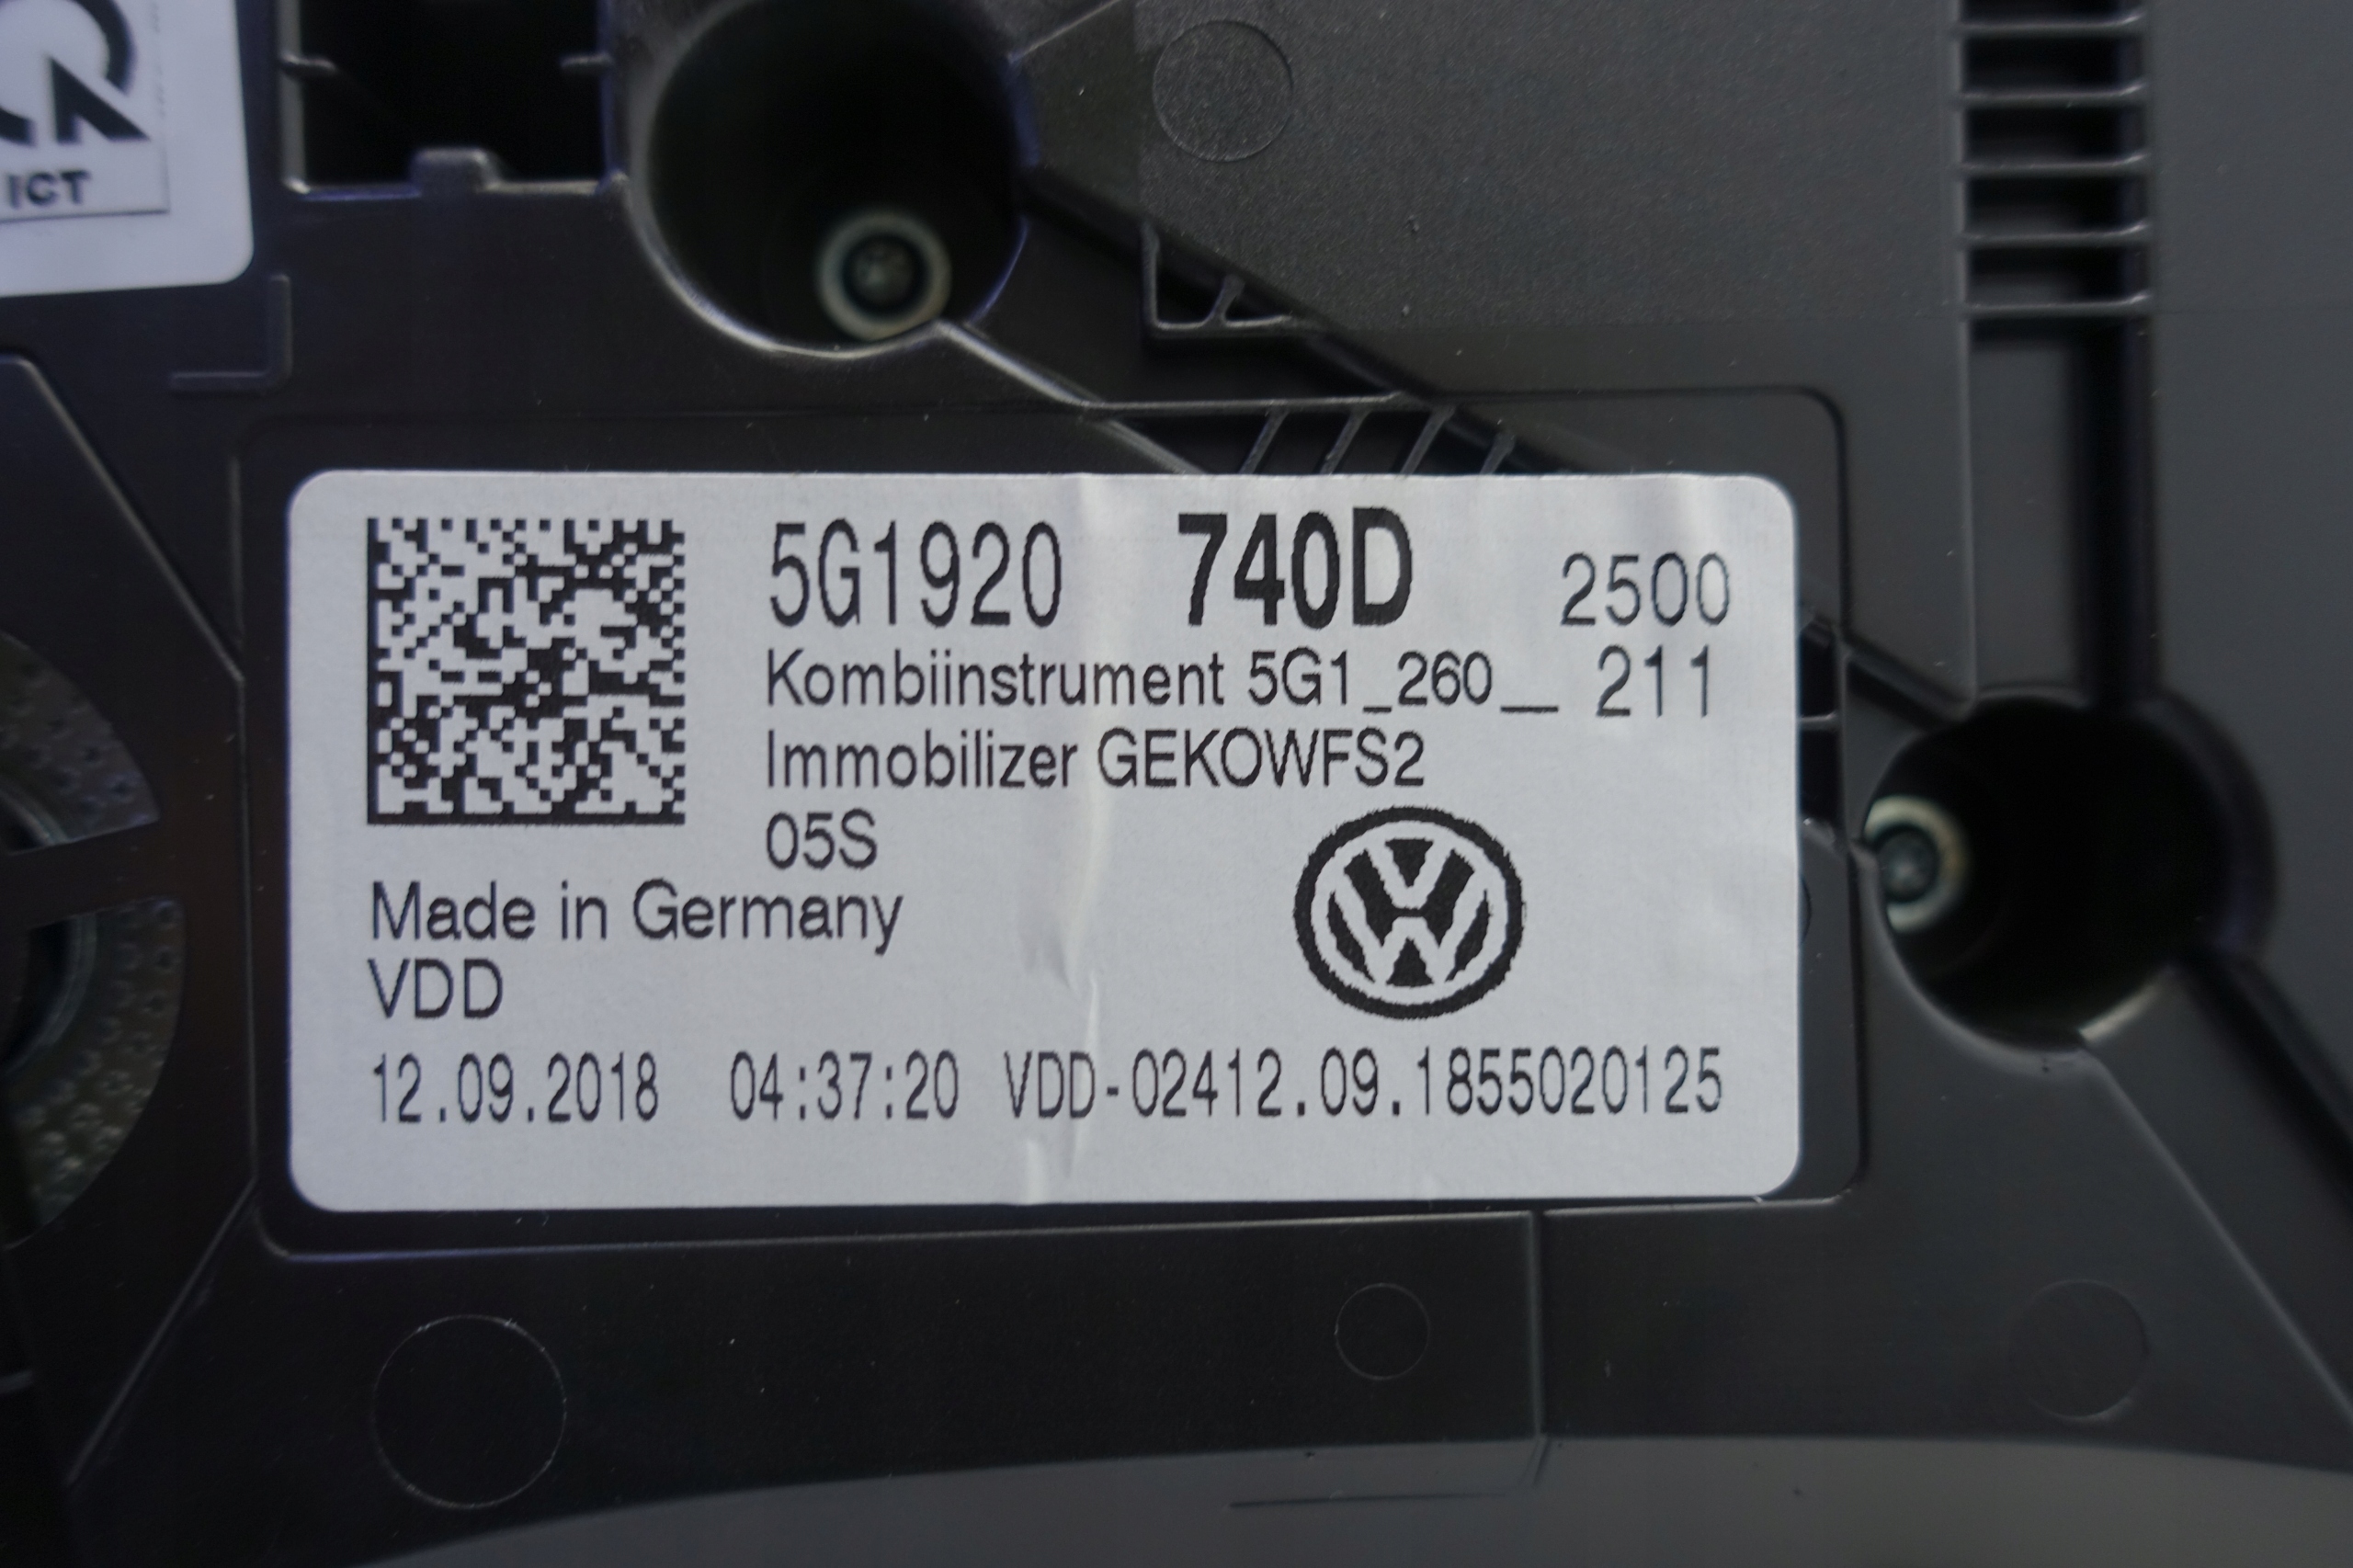 ICT
5G1920 740D 2500
Kombiinstrument 5G1_260__ 211
Immobilizer GEKOWFS2
05S
Made in Germany
VDD
12.09.2018 04:37:20 VDD-02412.09.1855020125